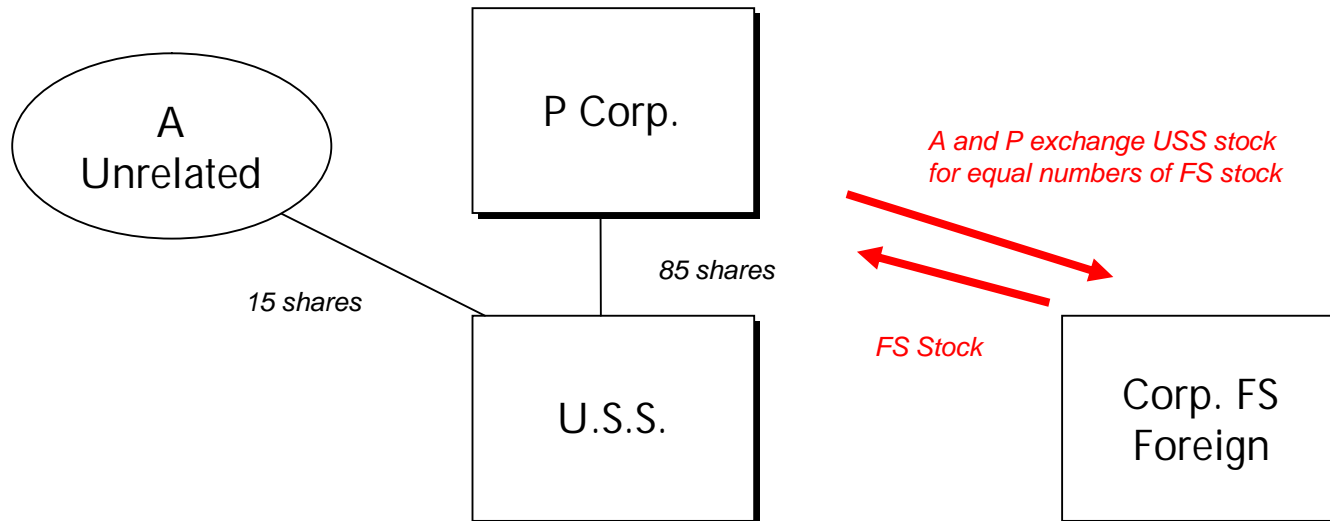 A
Unrelated
P Corp.
A and P exchange USS stock
for equal numbers of FS stock
15 shares
85 shares
FS Stock
U.S.S.
Corp. FS
Foreign